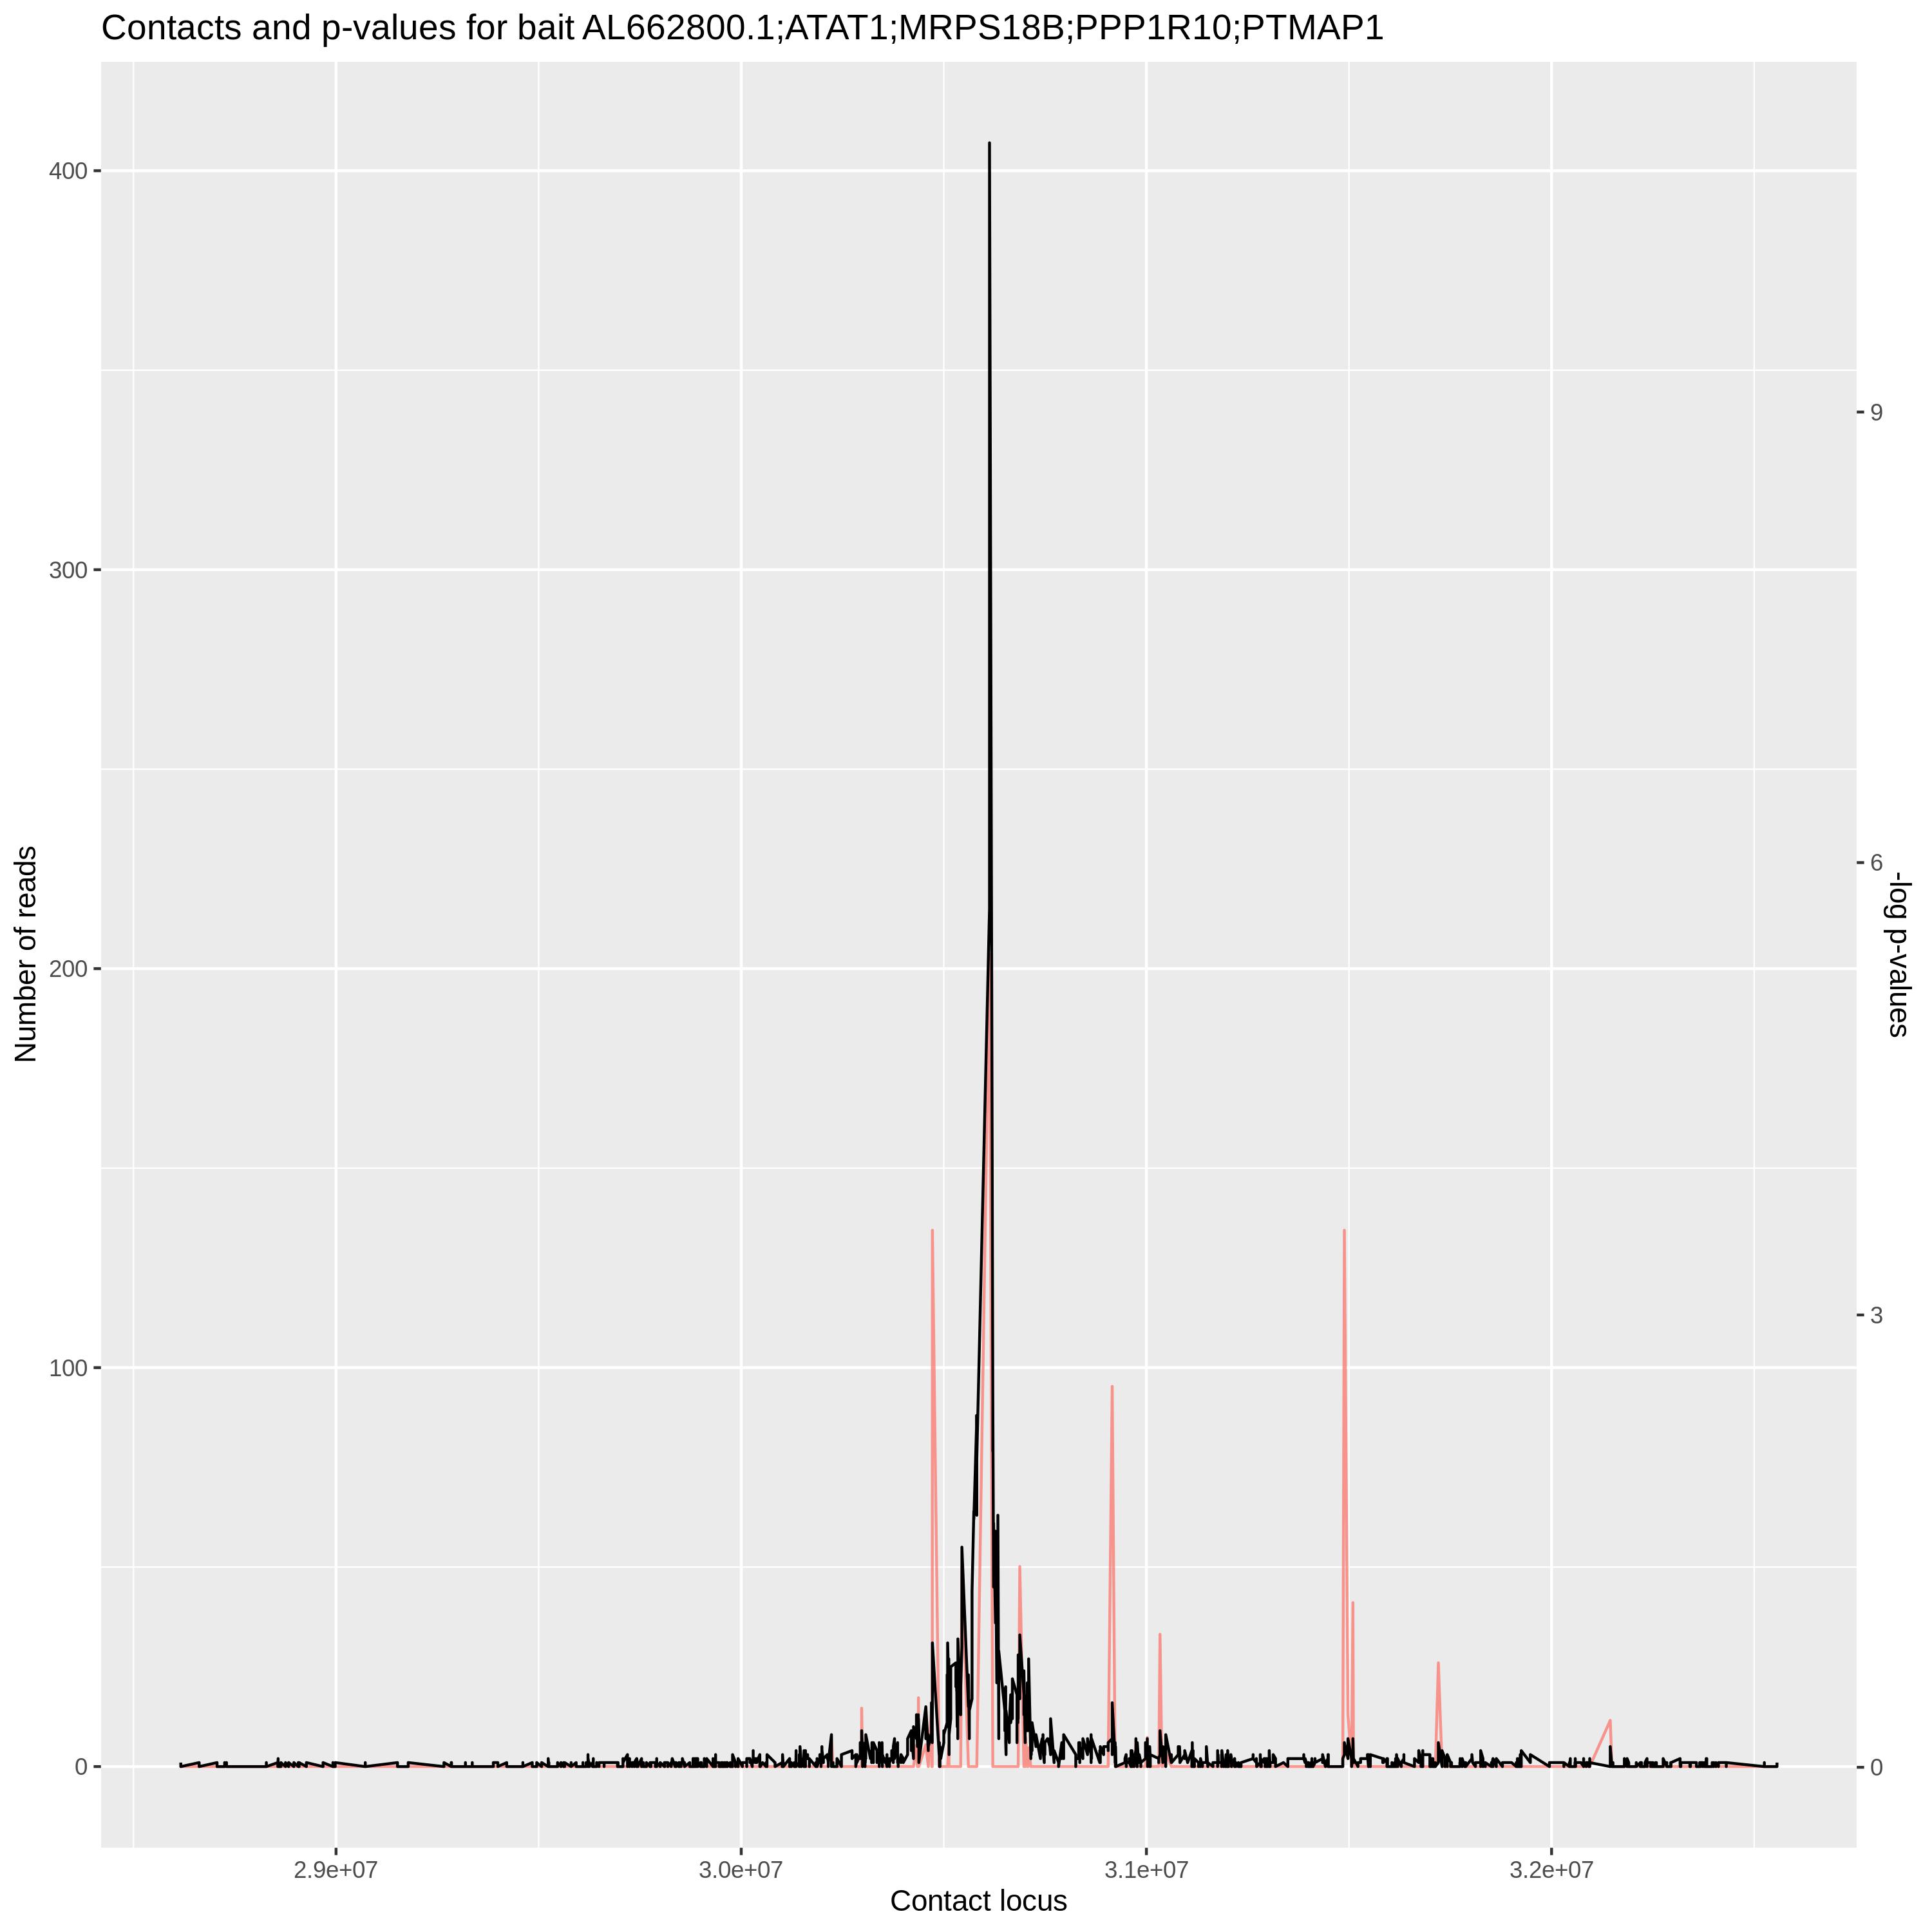 Contacts and p-values for bait AL662800.1;ATAT1;MRPS18B;PPP1R10;PTMAP1
400
300
200
100
0
Number of reads
9
6
3
0
-log p-values
2.9e+07
3.0e+07
3.1e+07
3.2e+07
Contact locus